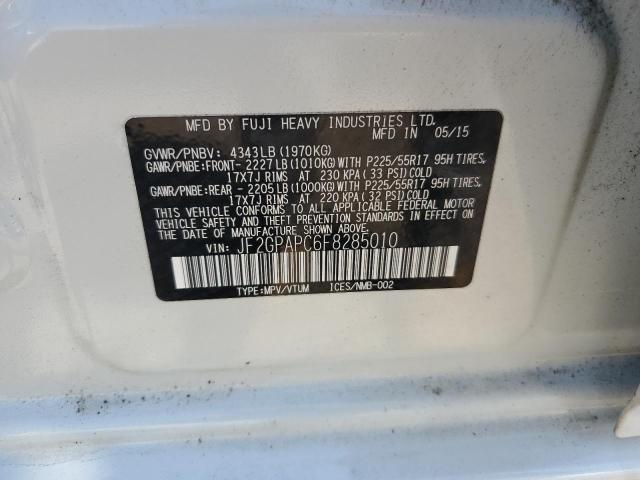 MFD BY FUJI HEAVY INDUSTRIES LTD.
MFD IN 05/15
GVWR/PNBV: 4343LB(1970KG)
GAWR/PNBE:FRONT- 2227LB(1010KG)WITH P225/55R17 95H TIRES,
17X7J RIMS AT 230 KPA(33 PSI)COLD
GAWR/PNBE:REAR - 2205LB(1000KG)WITH P225/55R17 95H TIRES,
17X7J RIMS AT 220 KPA(32 PSI)COLD
THIS VEHICLE CONFORMS TO ALL APPLICABLE FEDERAL MOTOR
VEHICLE SAFETY AND THEFT PREVENTION STANDARDS IN EFFECT
ON THE DATE OF MANUFACTURE SHOWN ABOVE.
VIN: JF2GPAPC6F8285010
TYPE:MPV/VTUM ICES/NMB-002